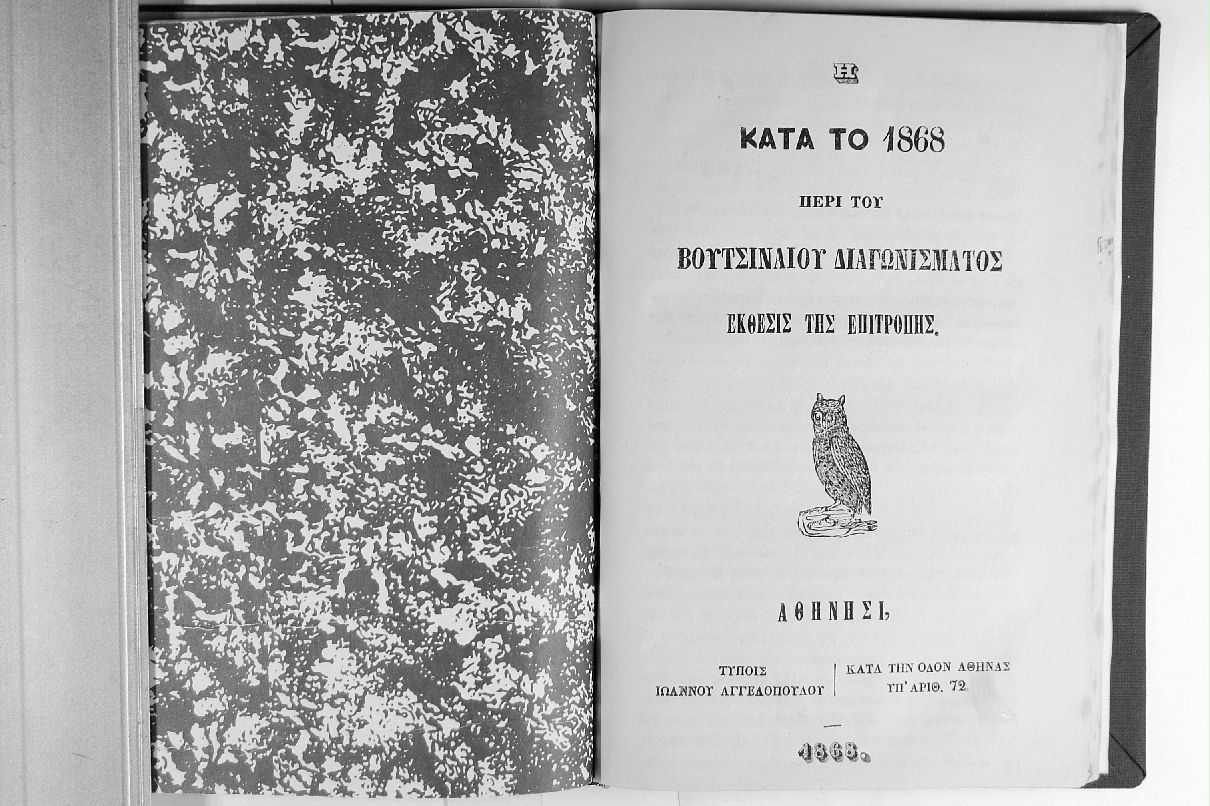 Η
ΚΑΤΑ ΤΟ 1868
ΠΕΡΙ ΤΟΥ
ΒΟΥΤΣΙΝΑΙΟΥ ΔΙΑΓΩΝΙΣΜΑΤΟΣ
ΕΚΘΕΣΙΣ ΤΗΣ ΕΠΙΤΡΟΠΗΣ.
ΑΘΗΝΗΣΙ,
ΤΥΠΟΙΣ
ΙΩΑΝΝΟΥ ΑΓΓΕΛΟΠΟΥΛΟΥ
ΚΑΤΑ ΤΗΝ ΟΔΟΝ ΑΘΗΝΑΣ
ΥΠ' ΑΡΙΘ. 72
1868.